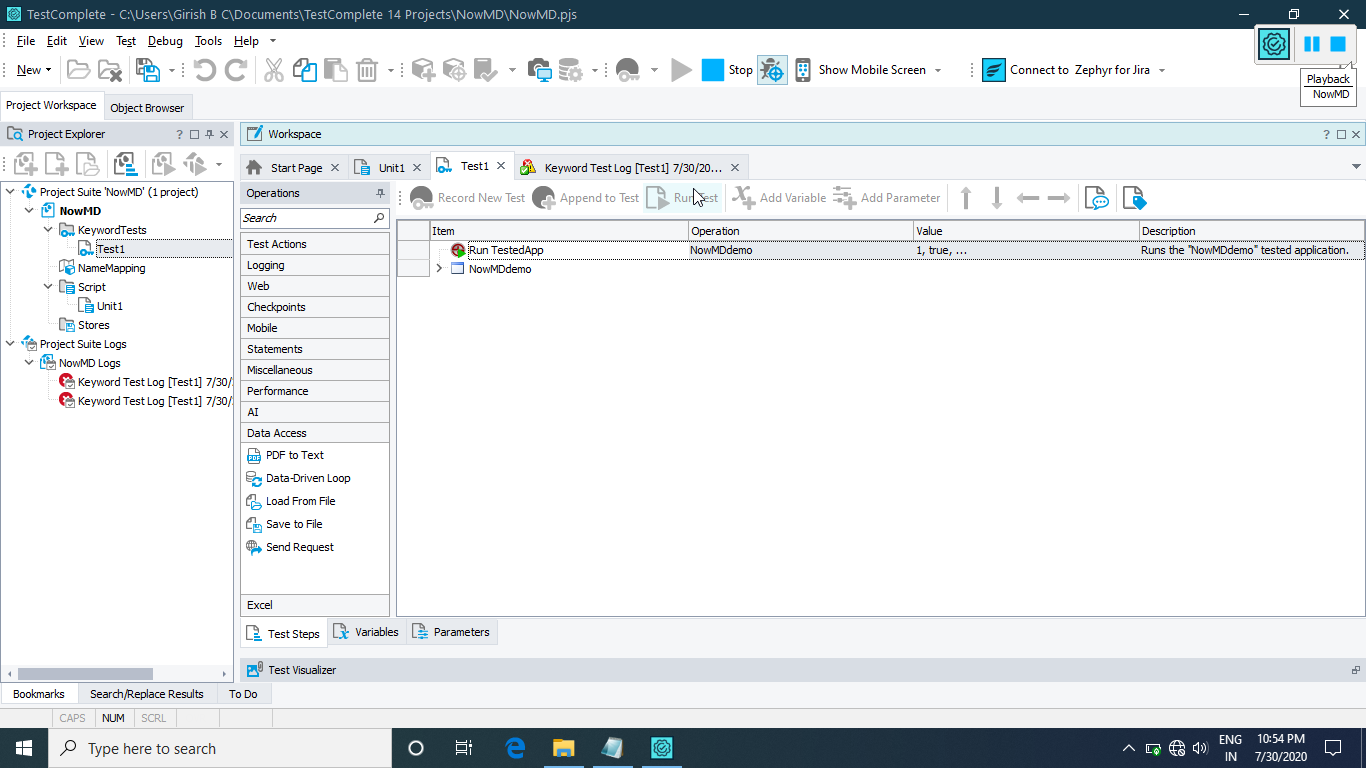 TestComplete - C:\Users\Girish B C\Documents\TestComplete 14 Projects\NowMD\NowMD.pjs
File Edit View Test Debug Tools Help
New Stop Show Mobile Screen Connect to Zephyr for Jira
Playback
NowMD
Project Workspace Object Browser
Project Explorer ?
Workspace ?
Start Page Unit1 Test1 Keyword Test Log [Test1] 7/30/20...
Operations
Record New Test Append to Test Run Test Add Variable Add Parameter
Search
Project Suite 'NowMD' (1 project)
NowMD
KeywordTests
Test1
NameMapping
Script
Unit1
Stores
Project Suite Logs
NowMD Logs
Keyword Test Log [Test1] 7/30/
Keyword Test Log [Test1] 7/30/
Test Actions
Logging
Web
Checkpoints
Mobile
Statements
Miscellaneous
Performance
AI
Data Access
PDF to Text
Data-Driven Loop
Load From File
Save to File
Send Request
Excel
Item Operation Value Description
Run TestedApp NowMDdemo 1, true, ... Runs the "NowMDdemo" tested application.
NowMDdemo
Test Steps Variables Parameters
Test Visualizer
Bookmarks Search/Replace Results To Do
CAPS NUM SCRL
Type here to search
ENG
IN
10:54 PM
7/30/2020